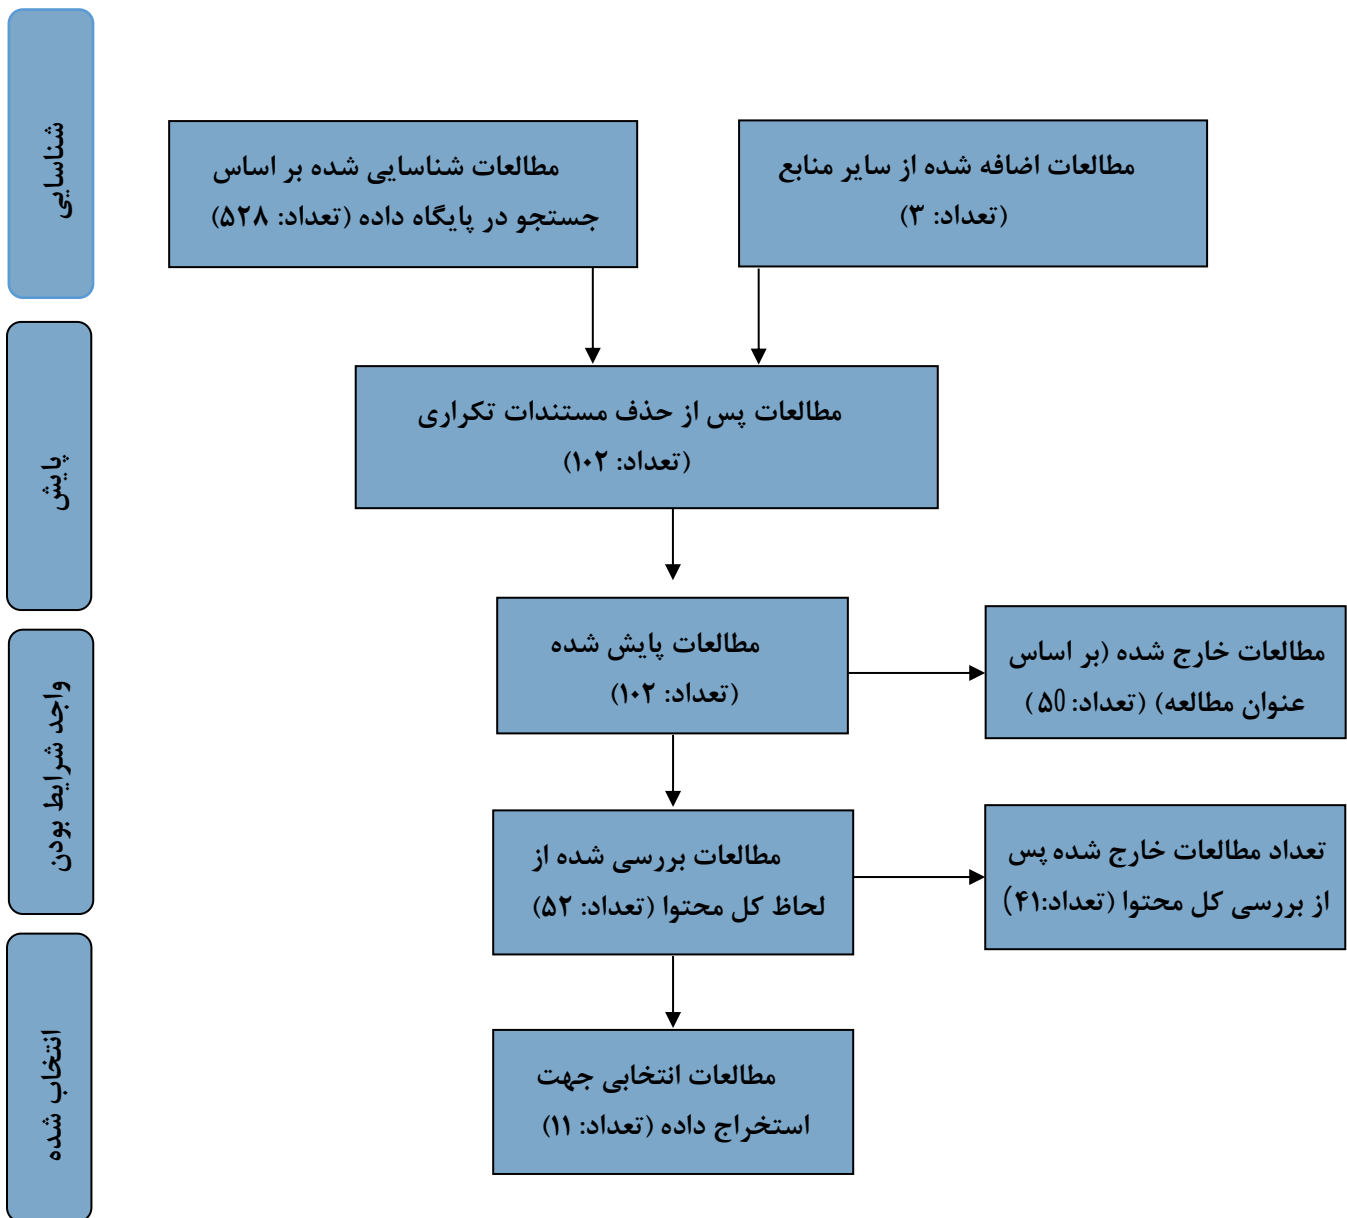 شناسایی
مطالعات اضافه شده از سایر منابع
(تعداد: ۳)
مطالعات شناسایی شده بر اساس
جستجو در پایگاه داده (تعداد: ۵۲۸)
پایش
مطالعات پس از حذف مستندات تکراری
(تعداد: ۱۰۲)
مطالعات پایش شده
(تعداد: ۱۰۲)
مطالعات خارج شده (بر اساس
عنوان مطالعه) (تعداد: ۵0)
واجد شرایط بودن
مطالعات بررسی شده از
لحاظ کل محتوا (تعداد: ۵۲)
تعداد مطالعات خارج شده پس
از بررسی کل محتوا (تعداد:۴۱)
انتخاب شده
مطالعات انتخابی جهت
استخراج داده (تعداد: ۱۱)